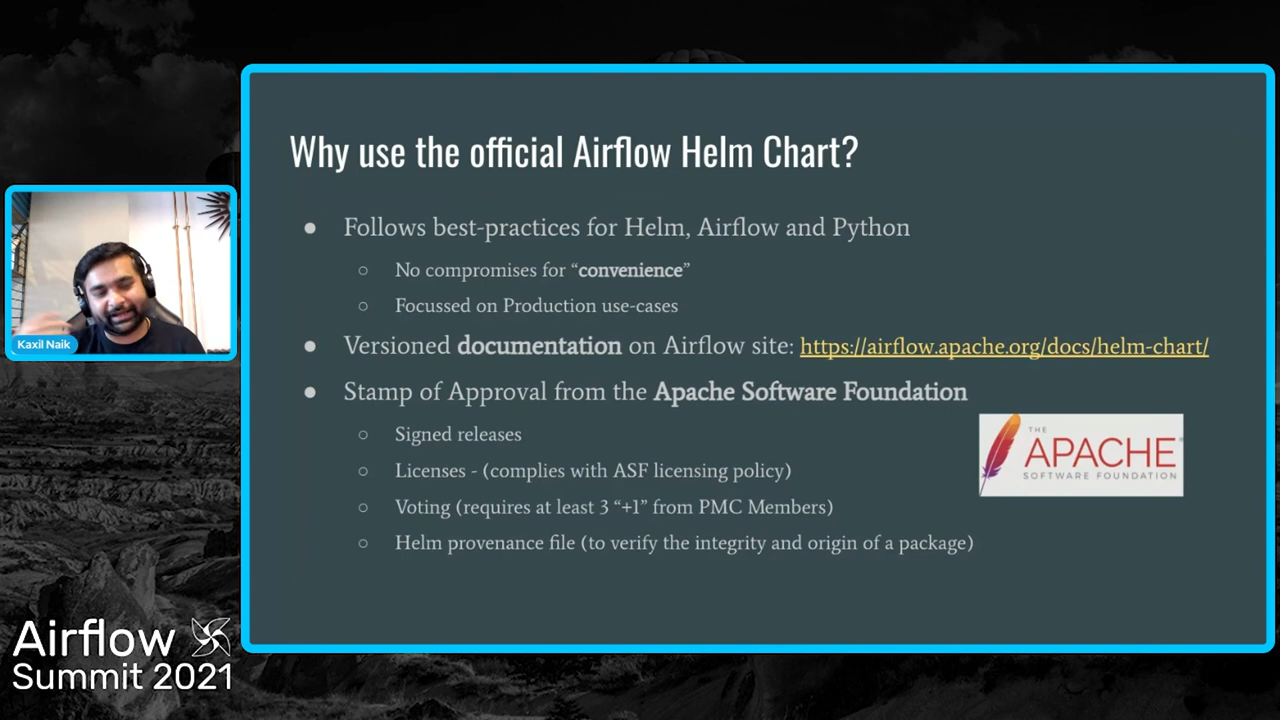 Why use the official Airflow Helm Chart?
● Follows best-practices for Helm, Airflow and Python
○ No compromises for “convenience”
○ Focussed on Production use-cases
● Versioned documentation on Airflow site: https://airflow.apache.org/docs/helm-chart/
● Stamp of Approval from the Apache Software Foundation
○ Signed releases
○ Licenses - (complies with ASF licensing policy)
○ Voting (requires at least 3 “+1” from PMC Members)
○ Helm provenance file (to verify the integrity and origin of a package)
THE
APACHE®
SOFTWARE FOUNDATION
Kaxil Naik
Airflow
Summit 2021